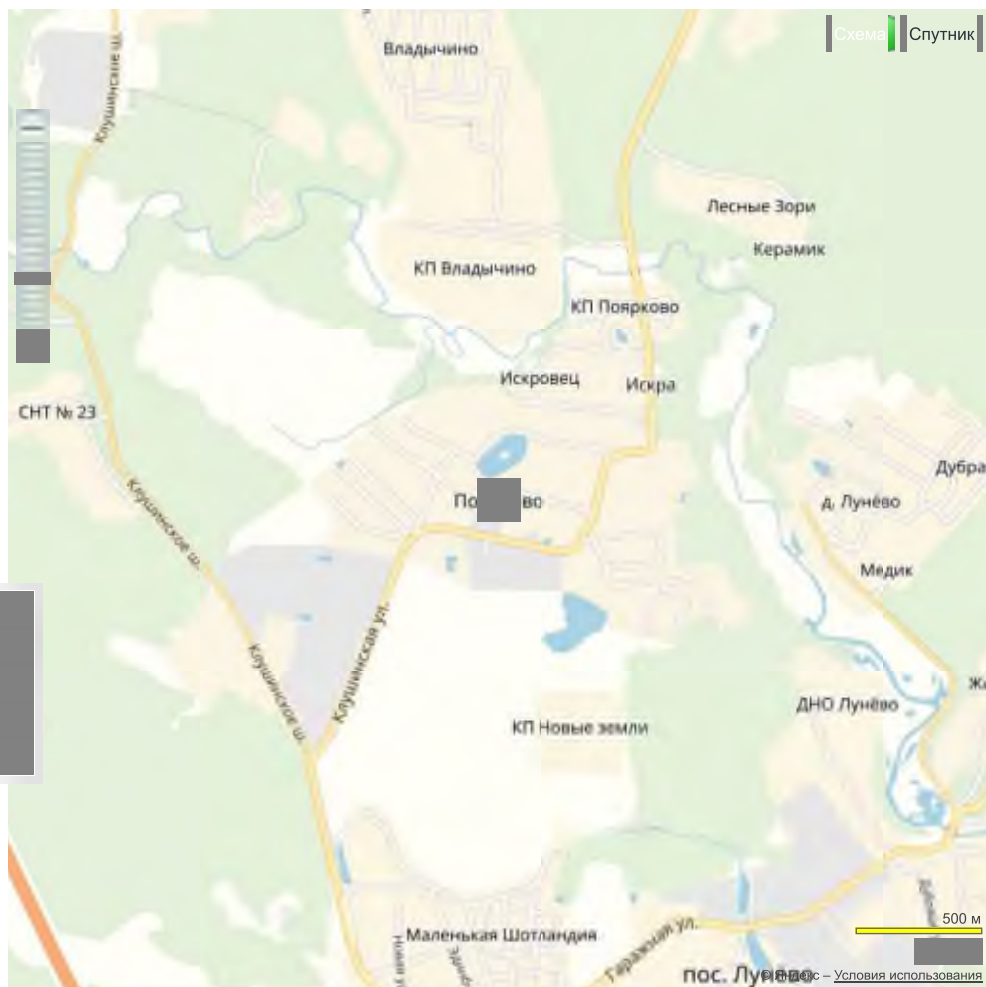 Схема
Спутник
Владычино
Клушинское ш.
Лесные Зори
Керамик
КП Владычино
КП Поярково
Искровец
Искра
СНТ № 23
Дубра
д. Лунёво
Клушинское ш.
Медик
Клушинская ул.
Клушинское ш.
ДНО Лунёво
КП Новые земли
500 м
Маленькая Шотландия
Гаражная ул.
пос. Лунёво
© Яндекс – Условия использования